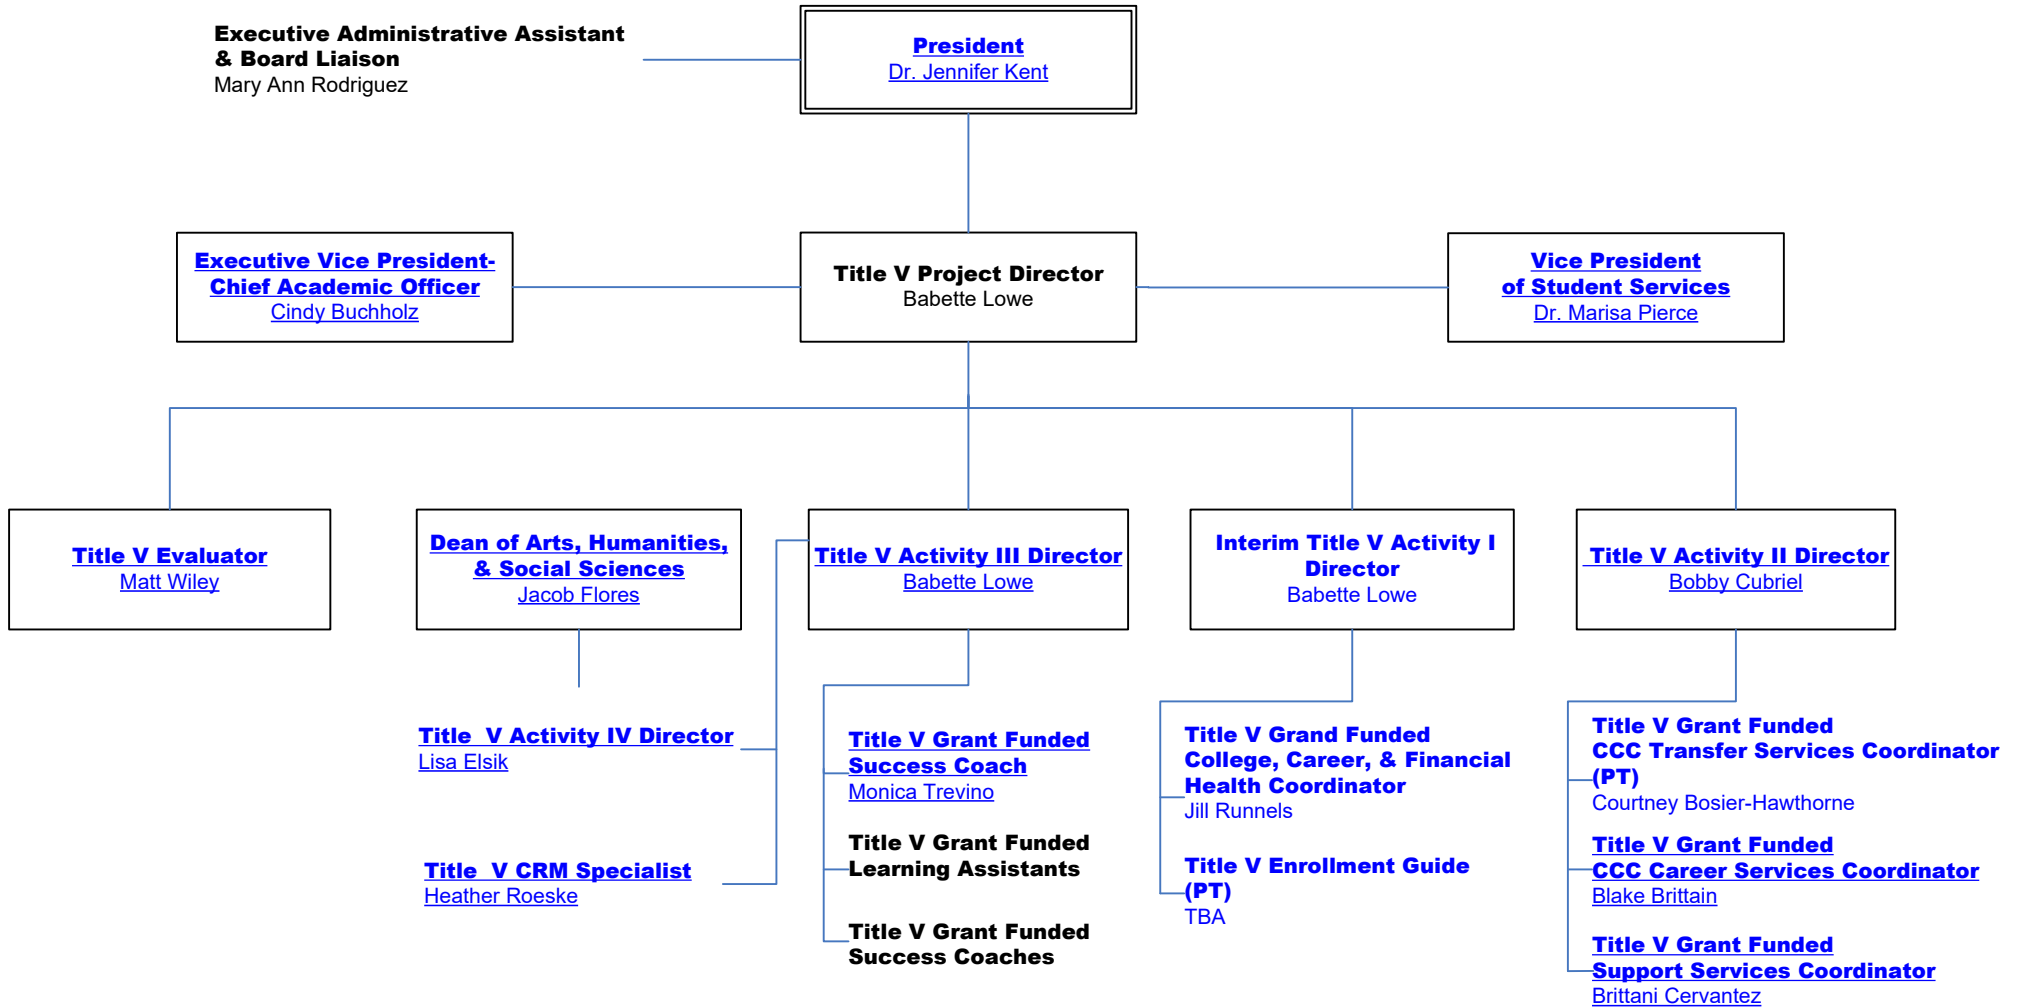 Executive Administrative Assistant
& Board Liaison
Mary Ann Rodriguez
President
Dr. Jennifer Kent
Executive Vice President-
Chief Academic Officer
Cindy Buchholz
Title V Project Director
Babette Lowe
Vice President
of Student Services
Dr. Marisa Pierce
Title V Evaluator
Matt Wiley
Dean of Arts, Humanities,
& Social Sciences
Jacob Flores
Title V Activity III Director
Babette Lowe
Interim Title V Activity I
Director
Babette Lowe
Title V Activity II Director
Bobby Cubriel
Title  V Activity IV Director
Lisa Elsik
Title  V CRM Specialist
Heather Roeske
Title V Grant Funded
Success Coach
Monica Trevino
Title V Grant Funded
Learning Assistants
Title V Grant Funded
Success Coaches
Title V Grand Funded
College, Career, & Financial
Health Coordinator
Jill Runnels
Title V Enrollment Guide
(PT)
TBA
Title V Grant Funded
CCC Transfer Services Coordinator
(PT)
Courtney Bosier-Hawthorne
Title V Grant Funded
CCC Career Services Coordinator
Blake Brittain
Title V Grant Funded
Support Services Coordinator
Brittani Cervantez